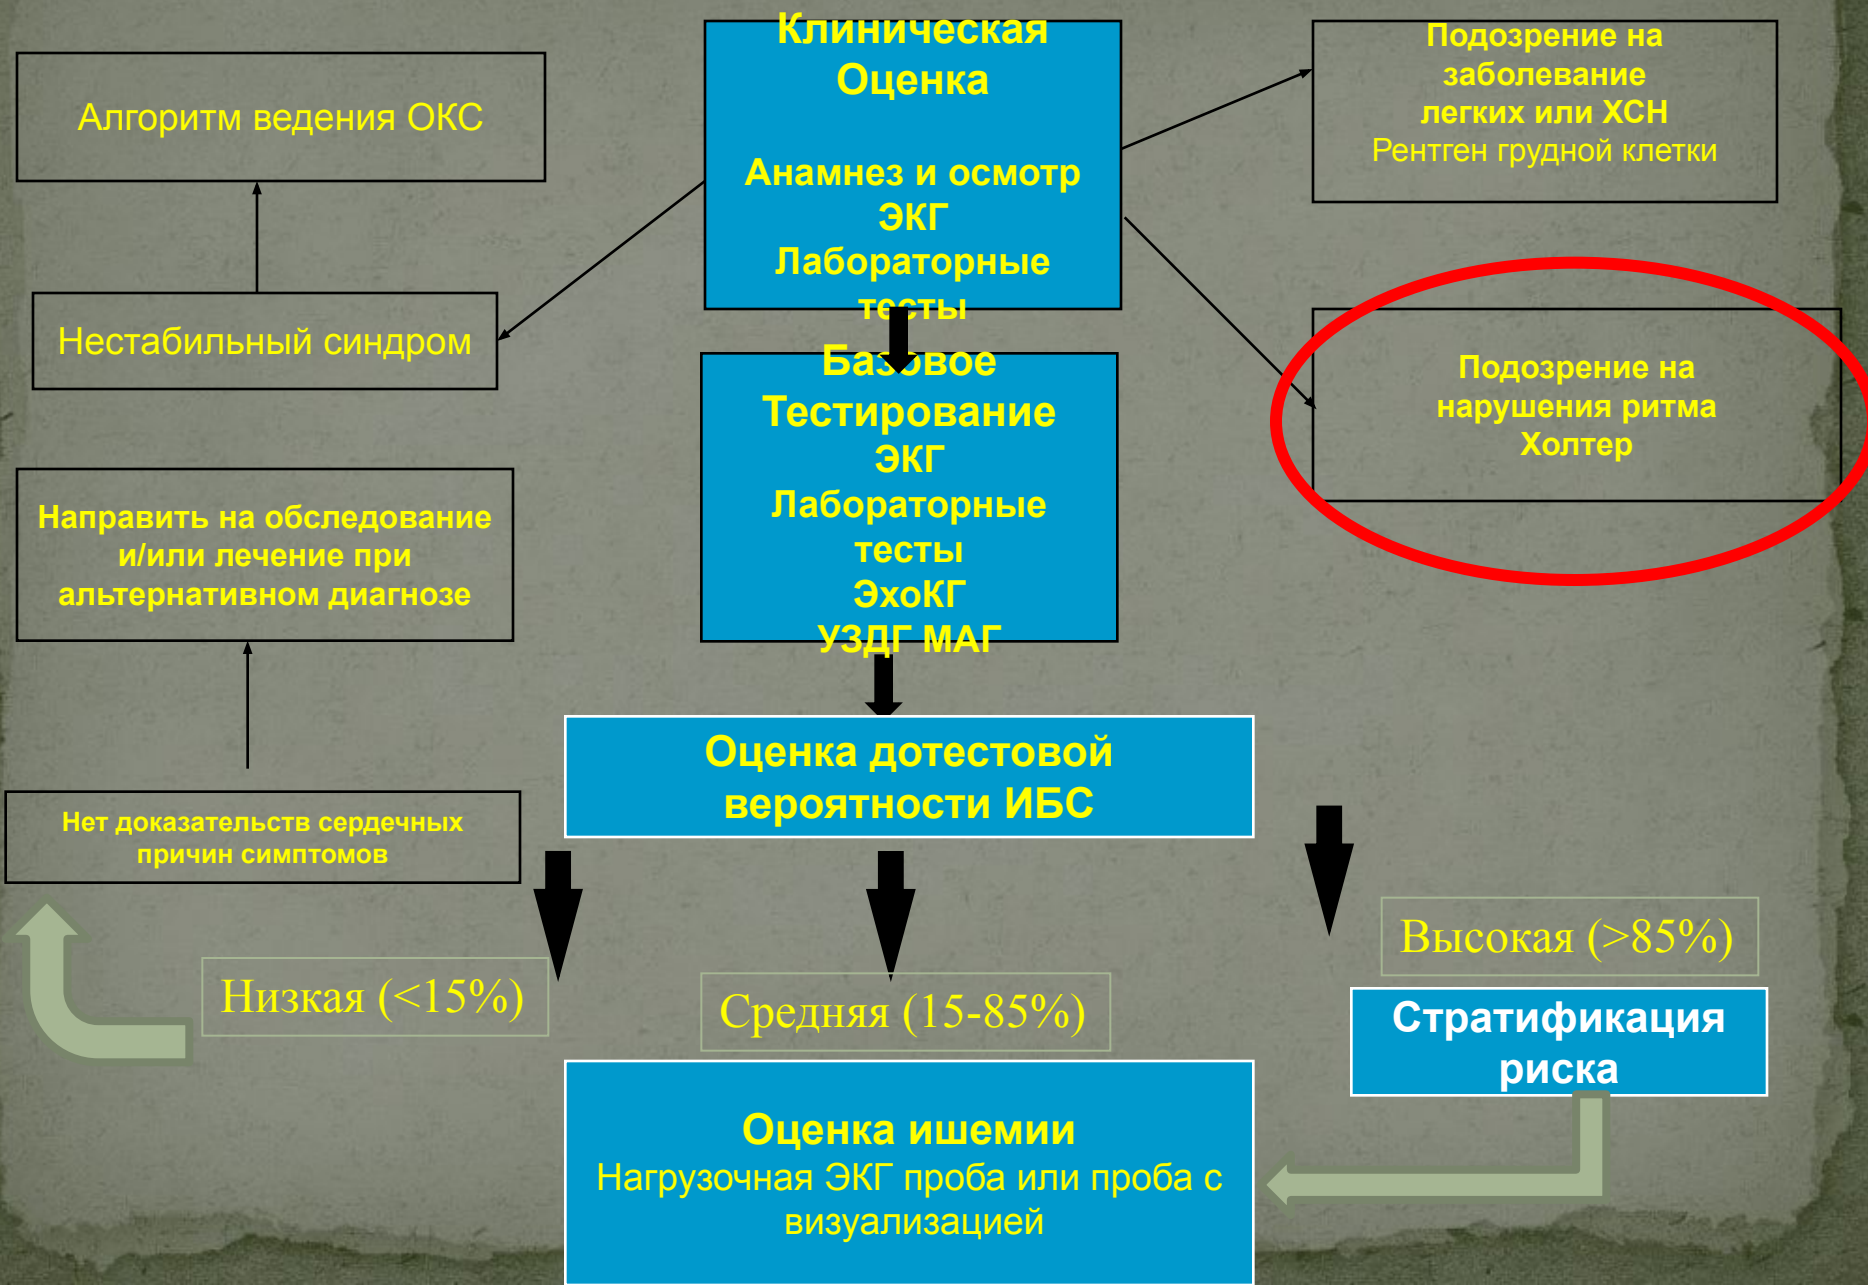 Клиническая
Оценка
Анамнез и осмотр
ЭКГ
Лабораторные
тесты
Подозрение на
заболевание
легких или ХСН
Рентген грудной клетки
Алгоритм ведения ОКС
Нестабильный синдром
Подозрение на
нарушения ритма
Холтер
Базовое
Тестирование
ЭКГ
Лабораторные
тесты
ЭхоКГ
УЗДГ МАГ
Направить на обследование
и/или лечение при
альтернативном диагнозе
Оценка дотестовой
вероятности ИБС
Нет доказательств сердечных
причин симптомов
Низкая (<15%)
Средняя (15-85%)
Высокая (>85%)
Стратификация
риска
Оценка ишемии
Нагрузочная ЭКГ проба или проба с
визуализацией